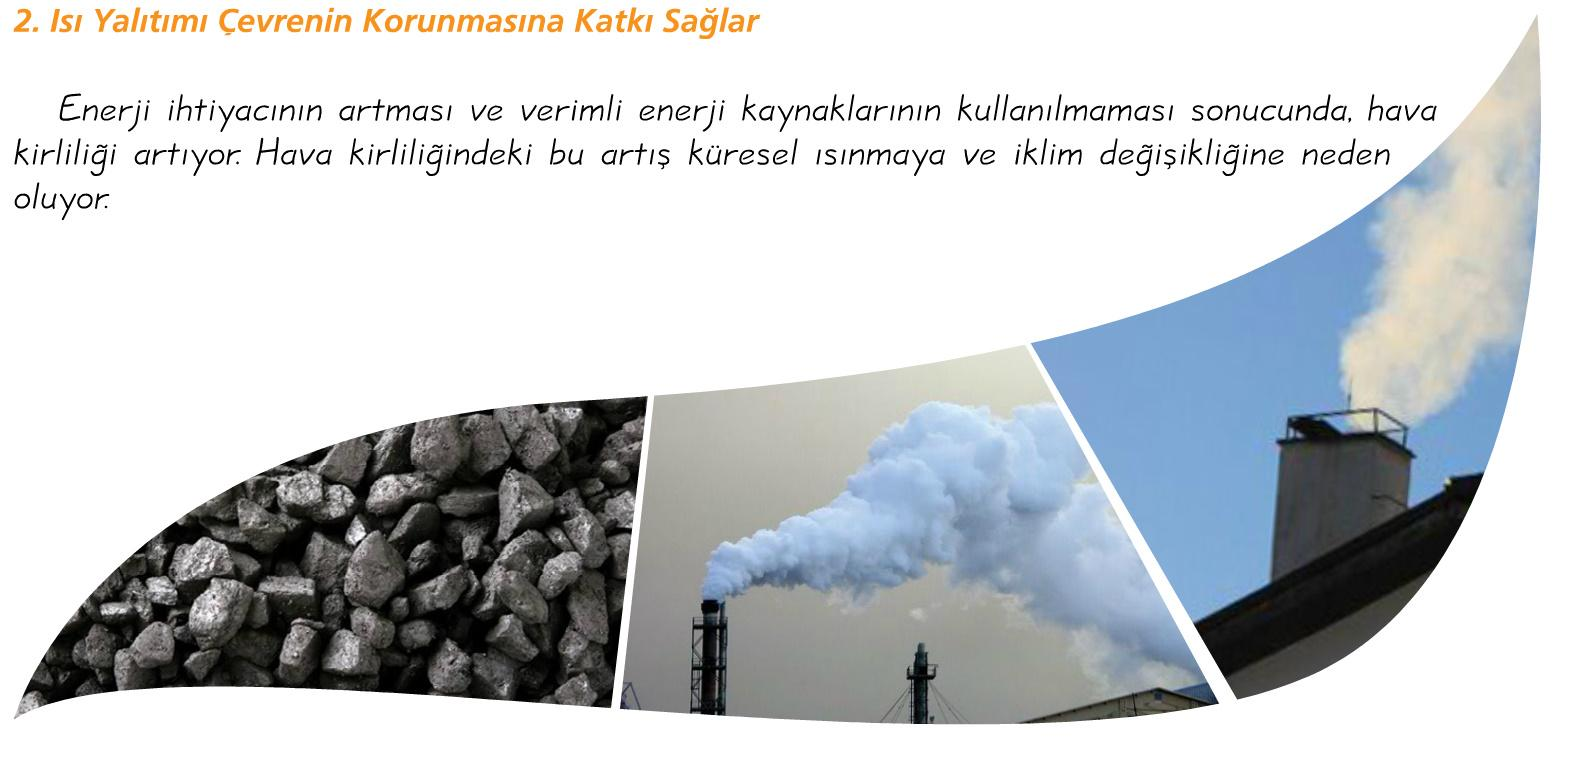 2. Isı Yalıtımı Çevrenin Korunmasına Katkı Sağlar
Enerji ihtiyacının artması ve verimli enerji kaynaklarının kullanılmaması sonucunda, hava
kirliliği artıyor. Hava kirliliğindeki bu artış küresel ısınmaya ve iklim değişikliğine neden
oluyor.